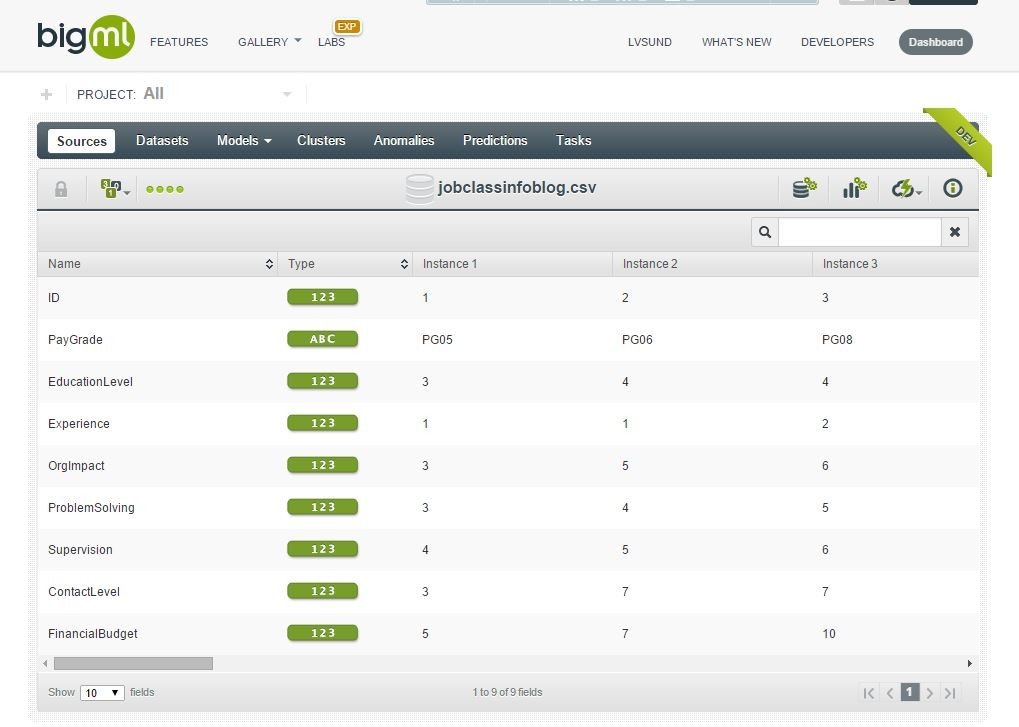 bigml
FEATURES GALLERY LABS EXP LVSUND WHAT'S NEW DEVELOPERS Dashboard
PROJECT: All
Sources Datasets Models Clusters Anomalies Predictions Tasks DEV
jobclassinfoblog.csv
Name Type Instance 1 Instance 2 Instance 3
ID 123 1 2 3
PayGrade ABC PG05 PG06 PG08
EducationLevel 123 3 4 4
Experience 123 1 1 2
OrgImpact 123 3 5 6
ProblemSolving 123 3 4 5
Supervision 123 4 5 6
ContactLevel 123 3 7 7
FinancialBudget 123 5 7 10
Show 10 fields 1 to 9 of 9 fields 1